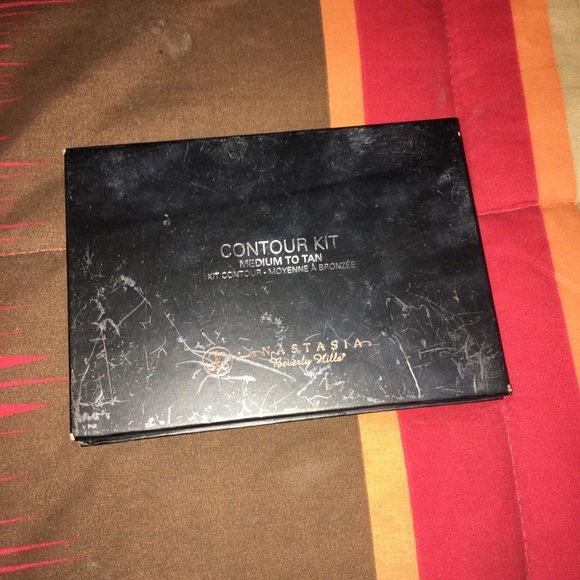 CONTOUR KIT
MEDIUM TO TAN
KIT CONTOUR • MOYENNE À BRONZÉE
ANASTASIA
Beverly Hills®